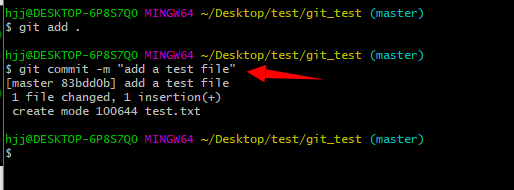 hjj@DESKTOP-6P8S7QO MINGW64 ~/Desktop/test/git_test (master)
$ git add .
hjj@DESKTOP-6P8S7QO MINGW64 ~/Desktop/test/git_test (master)
$ git commit -m "add a test file"
[master 83bdd0b] add a test file
 1 file changed, 1 insertion(+)
 create mode 100644 test.txt
hjj@DESKTOP-6P8S7QO MINGW64 ~/Desktop/test/git_test (master)
$